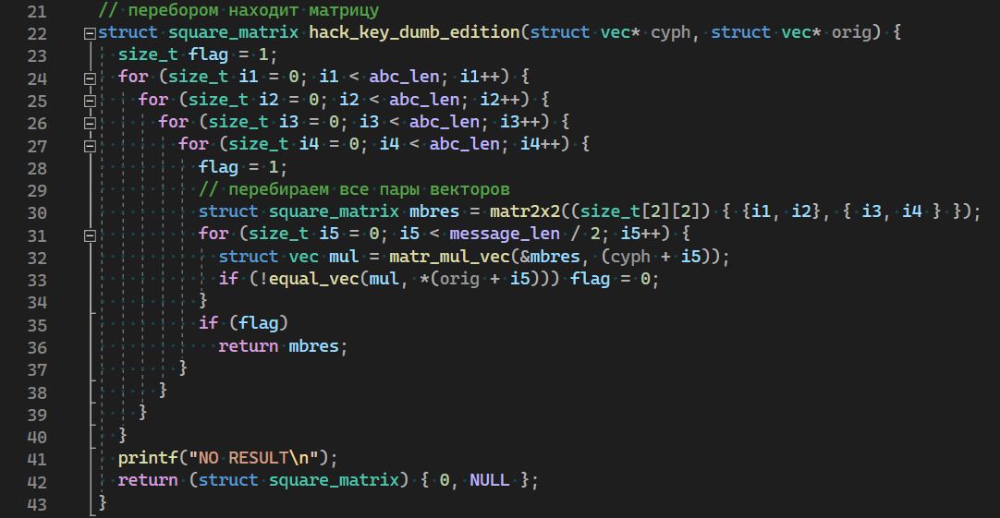 21 // перебором находит матрицу
22 struct square_matrix hack_key_dumb_edition(struct vec* cyph, struct vec* orig) {
23   size_t flag = 1;
24   for (size_t i1 = 0; i1 < abc_len; i1++) {
25     for (size_t i2 = 0; i2 < abc_len; i2++) {
26       for (size_t i3 = 0; i3 < abc_len; i3++) {
27         for (size_t i4 = 0; i4 < abc_len; i4++) {
28           flag = 1;
29           // перебираем все пары векторов
30           struct square_matrix mbres = matr2x2((size_t[2][2]) { {i1, i2}, { i3, i4 } });
31           for (size_t i5 = 0; i5 < message_len / 2; i5++) {
32             struct vec mul = matr_mul_vec(&mbres, (cyph + i5));
33             if (!equal_vec(mul, *(orig + i5))) flag = 0;
34           }
35           if (flag)
36             return mbres;
37         }
38       }
39     }
40   }
41   printf("NO RESULT\n");
42   return (struct square_matrix) { 0, NULL };
43 }